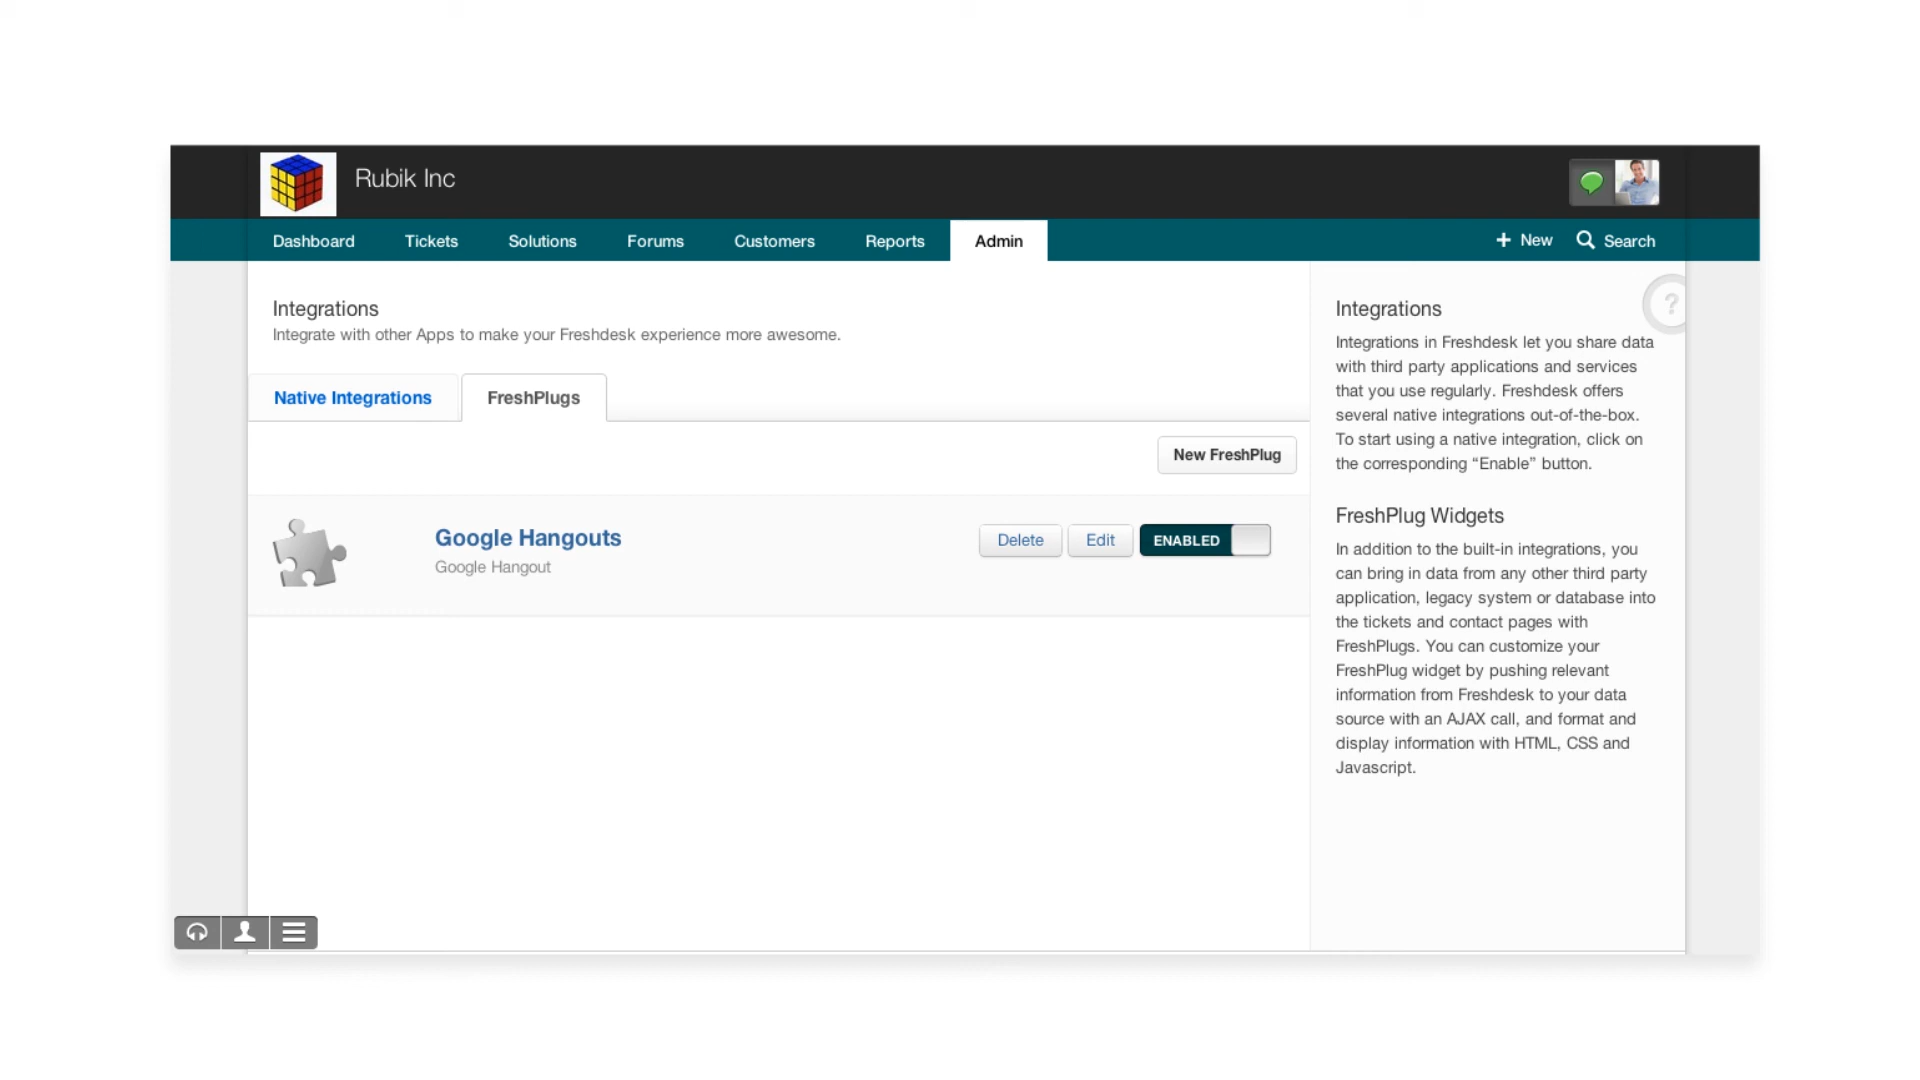 Rubik Inc
Dashboard Tickets Solutions Forums Customers Reports Admin + New Search
Integrations
Integrate with other Apps to make your Freshdesk experience more awesome.
Native Integrations FreshPlugs
New FreshPlug
Google Hangouts
Google Hangout
Delete Edit ENABLED
?
Integrations
Integrations in Freshdesk let you share data
with third party applications and services
that you use regularly. Freshdesk offers
several native integrations out-of-the-box.
To start using a native integration, click on
the corresponding “Enable” button.
FreshPlug Widgets
In addition to the built-in integrations, you
can bring in data from any other third party
application, legacy system or database into
the tickets and contact pages with
FreshPlugs. You can customize your
FreshPlug widget by pushing relevant
information from Freshdesk to your data
source with an AJAX call, and format and
display information with HTML, CSS and
Javascript.